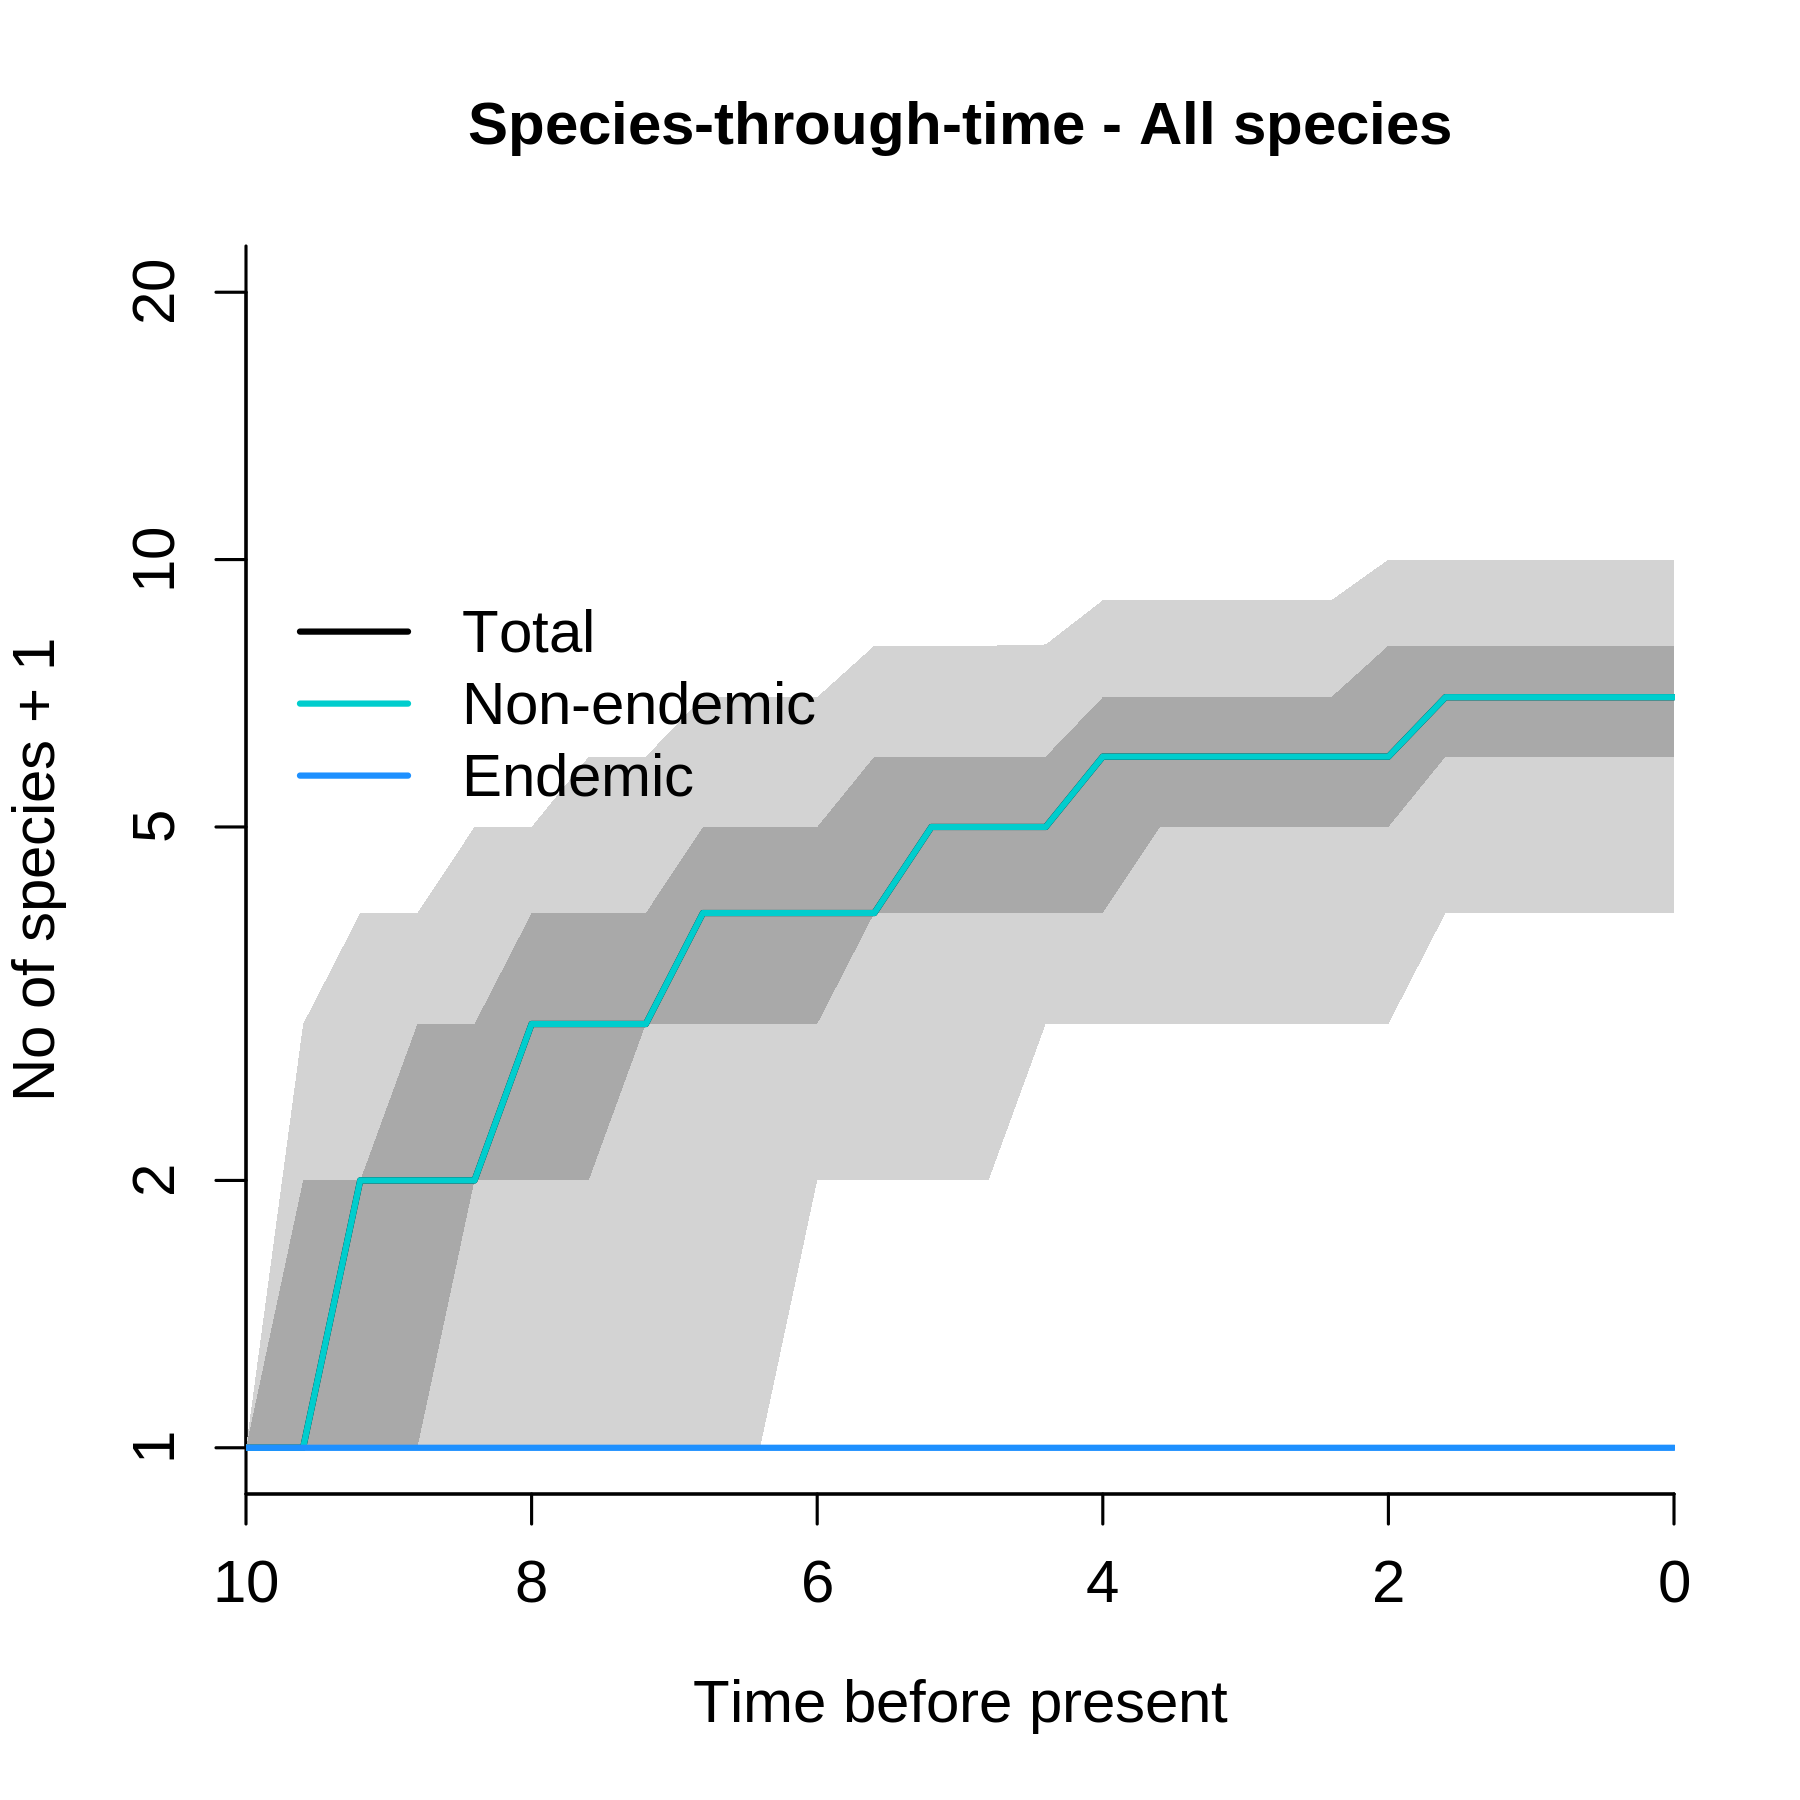 Species-through-time - All species
No of species + 1
20
10
5
2
1
Total
Non-endemic
Endemic
10 8 6 4 2 0
Time before present